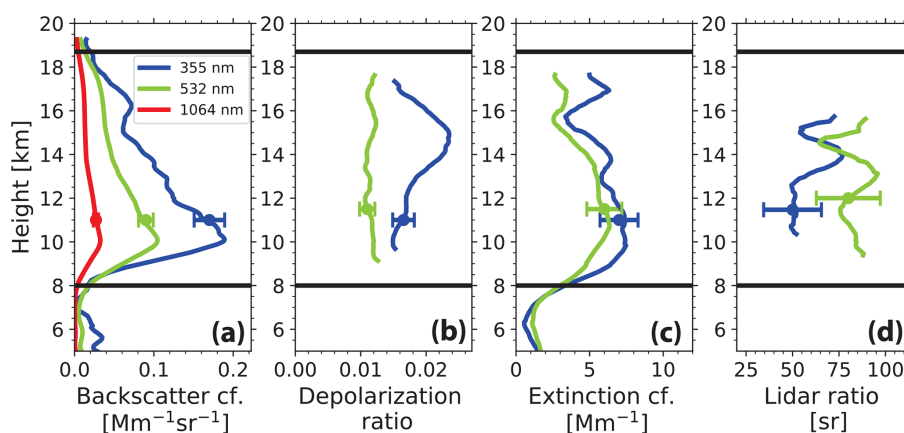 20
18
16
14
12
10
8
6
Height [km]
355 nm
532 nm
1064 nm
(a)
0.0 0.1 0.2
Backscatter cf.
[Mm⁻¹sr⁻¹]
(b)
0.00 0.01 0.02
Depolarization
ratio
(c)
0 5 10
Extinction cf.
[Mm⁻¹]
(d)
25 50 75 100
Lidar ratio
[sr]